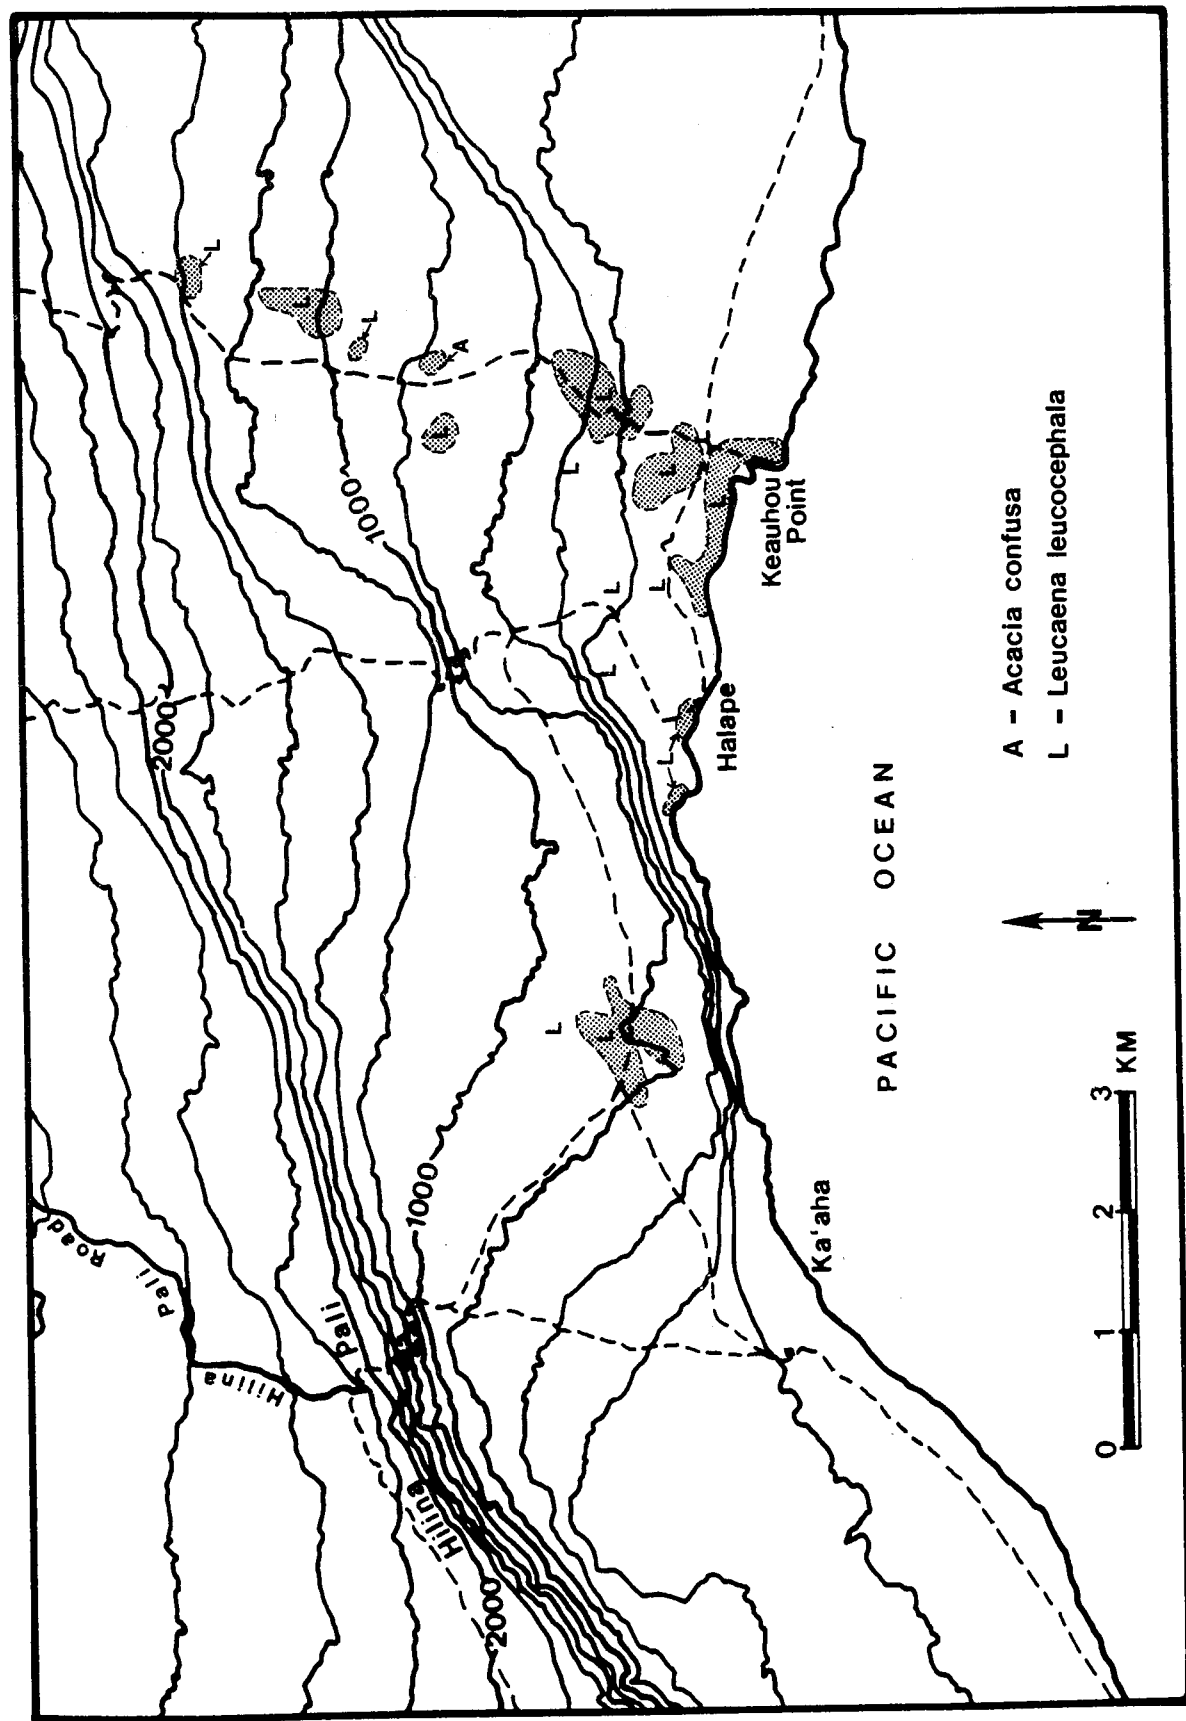 Hilina
Pali
Road
Hilina
Pali
2000
2000
1000
1000
L
L
L
A
L
L
L
L
L
L
L
L
L
L
L
L
Keauhou
Point
Halape
Ka'aha
PACIFIC OCEAN
A - Acacia confusa
L - Leucaena leucocephala
N
0 1 2 3 KM